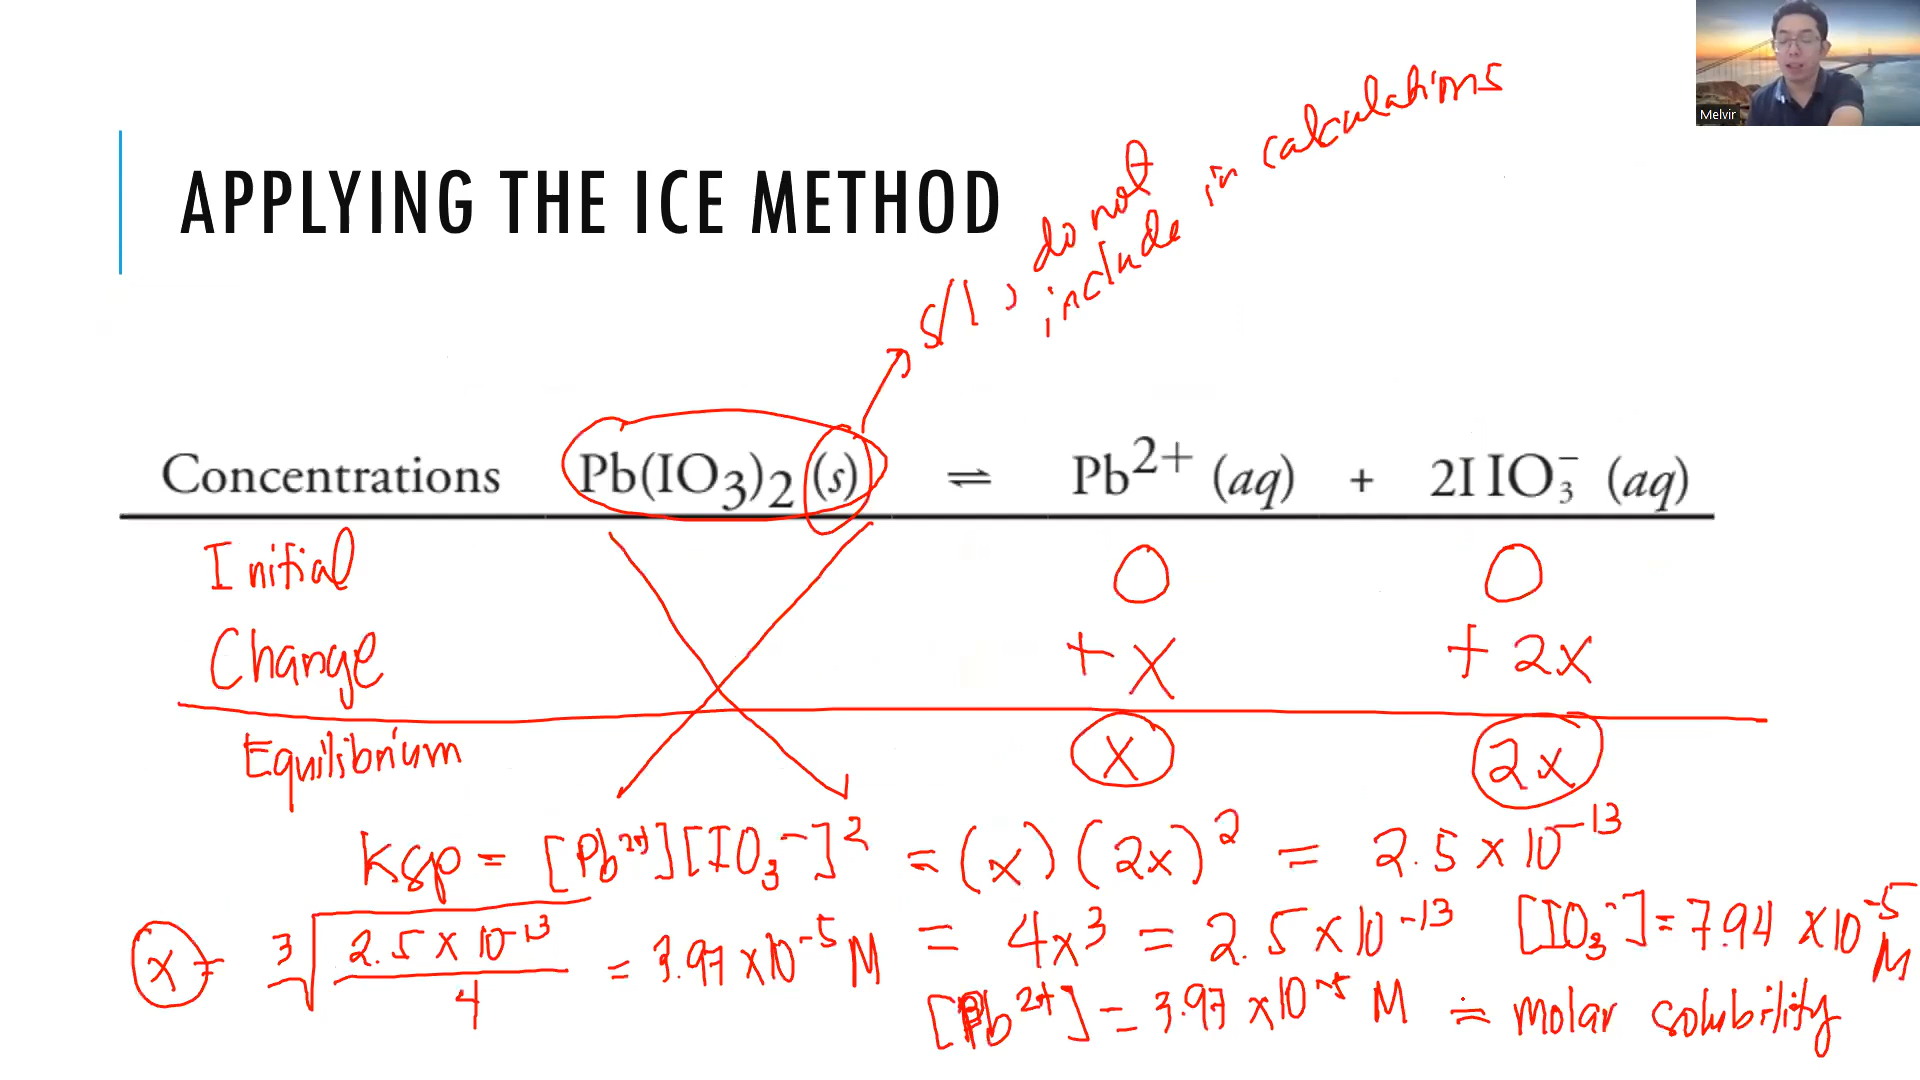 Melvir
APPLYING THE ICE METHOD
s/l , do not include in calculations
Concentrations Pb(IO3)2 (s) ⇌ Pb²⁺ (aq) + 2I IO₃⁻ (aq)
Initial 0 0
Change + x + 2x
Equilibrium x 2x
Ksp = [Pb²⁺][IO₃⁻]² = (x)(2x)² = 2.5 x 10⁻¹³
x = ³√(2.5 x 10⁻¹³ / 4) = 3.97 x 10⁻⁵ M = 4x³ = 2.5 x 10⁻¹³ [IO₃⁻] = 7.94 x 10⁻⁵ M
[Pb²⁺] = 3.97 x 10⁻⁵ M = molar solubility